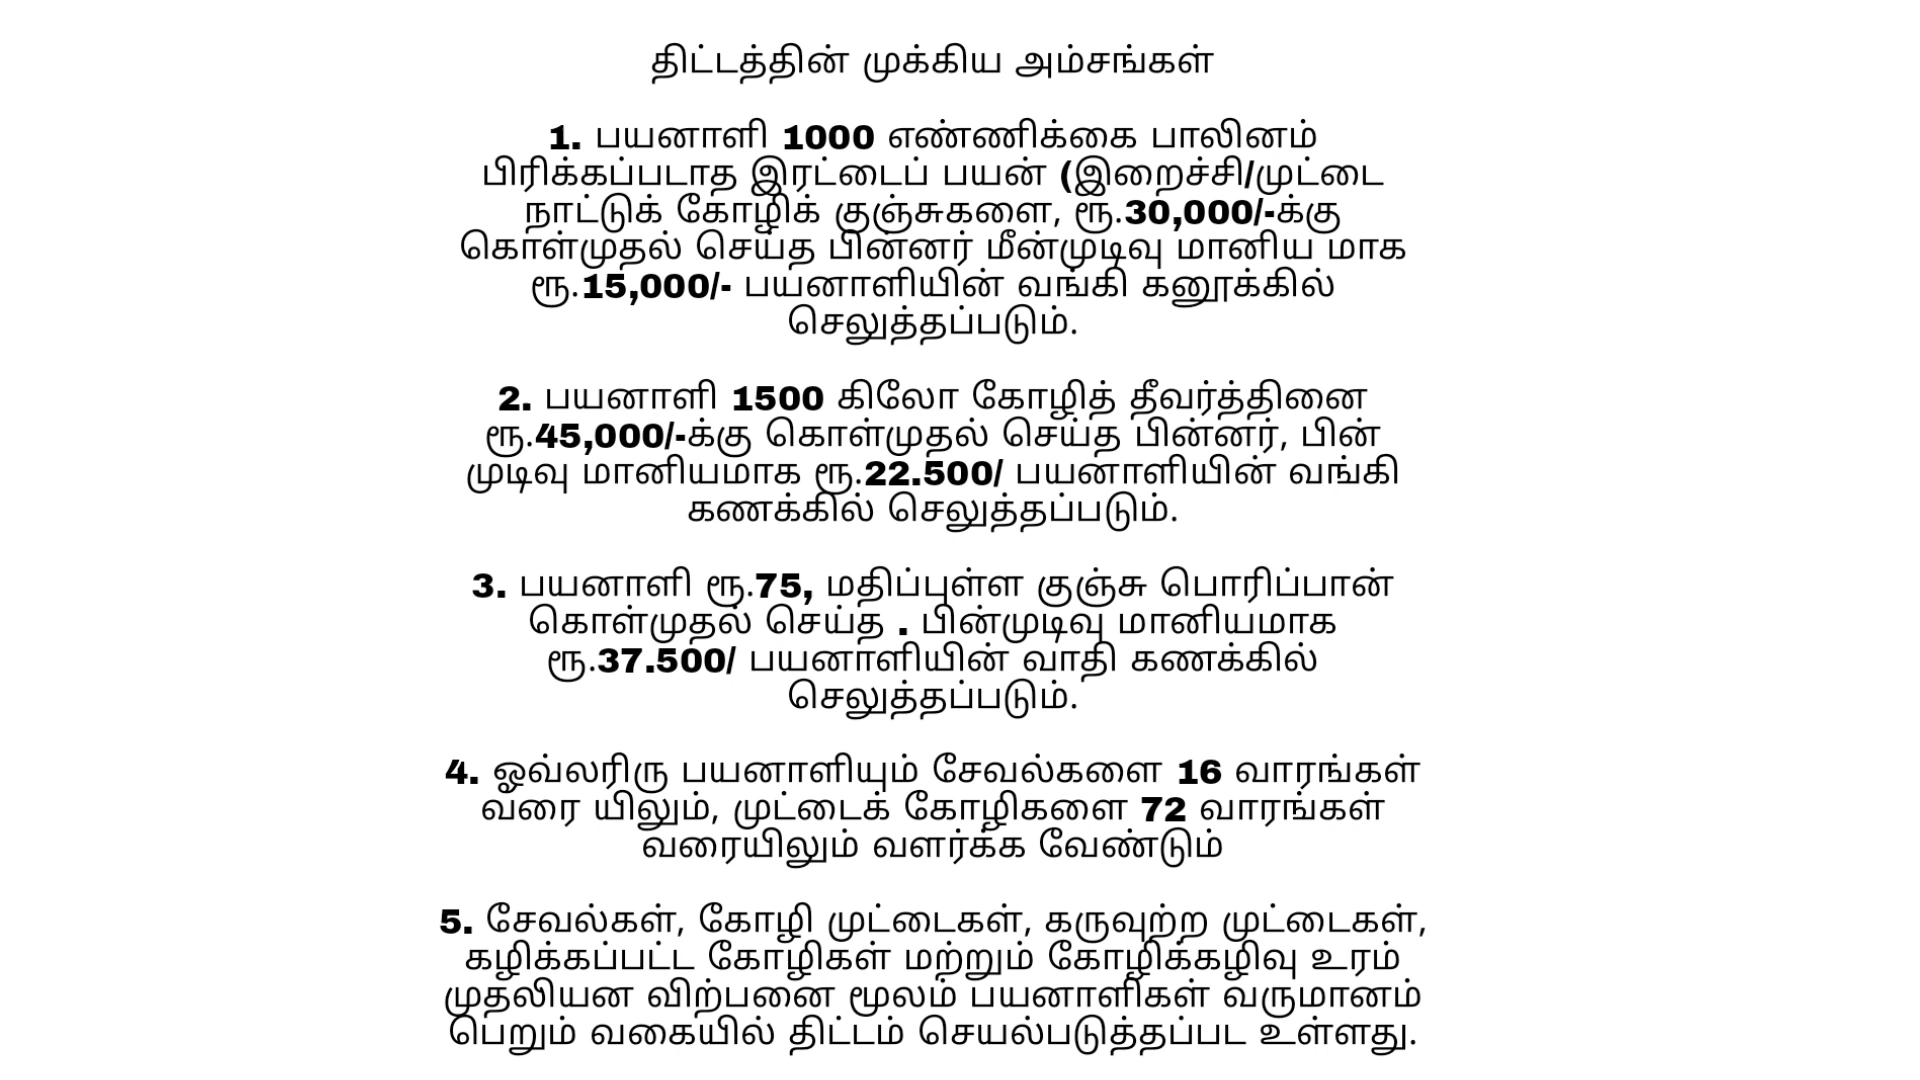 திட்டத்தின் முக்கிய அம்சங்கள்
1. பயனாளி 1000 எண்ணிக்கை பாலினம்
பிரிக்கப்படாத இரட்டைப் பயன் (இறைச்சி/முட்டை
நாட்டுக் கோழிக் குஞ்சுகளை, ரூ.30,000/-க்கு
கொள்முதல் செய்த பின்னர் மீன்முடிவு மானிய மாக
ரூ.15,000/- பயனாளியின் வங்கி கனூக்கில்
செலுத்தப்படும்.
2. பயனாளி 1500 கிலோ கோழித் தீவர்த்தினை
ரூ.45,000/-க்கு கொள்முதல் செய்த பின்னர், பின்
முடிவு மானியமாக ரூ.22.500/ பயனாளியின் வங்கி
கணக்கில் செலுத்தப்படும்.
3. பயனாளி ரூ.75, மதிப்புள்ள குஞ்சு பொரிப்பான்
கொள்முதல் செய்த . பின்முடிவு மானியமாக
ரூ.37.500/ பயனாளியின் வாதி கணக்கில்
செலுத்தப்படும்.
4. ஓவ்லரிரு பயனாளியும் சேவல்களை 16 வாரங்கள்
வரை யிலும், முட்டைக் கோழிகளை 72 வாரங்கள்
வரையிலும் வளர்க்க வேண்டும்
5. சேவல்கள், கோழி முட்டைகள், கருவுற்ற முட்டைகள்,
கழிக்கப்பட்ட கோழிகள் மற்றும் கோழிக்கழிவு உரம்
முதலியன விற்பனை மூலம் பயனாளிகள் வருமானம்
பெறும் வகையில் திட்டம் செயல்படுத்தப்பட உள்ளது.